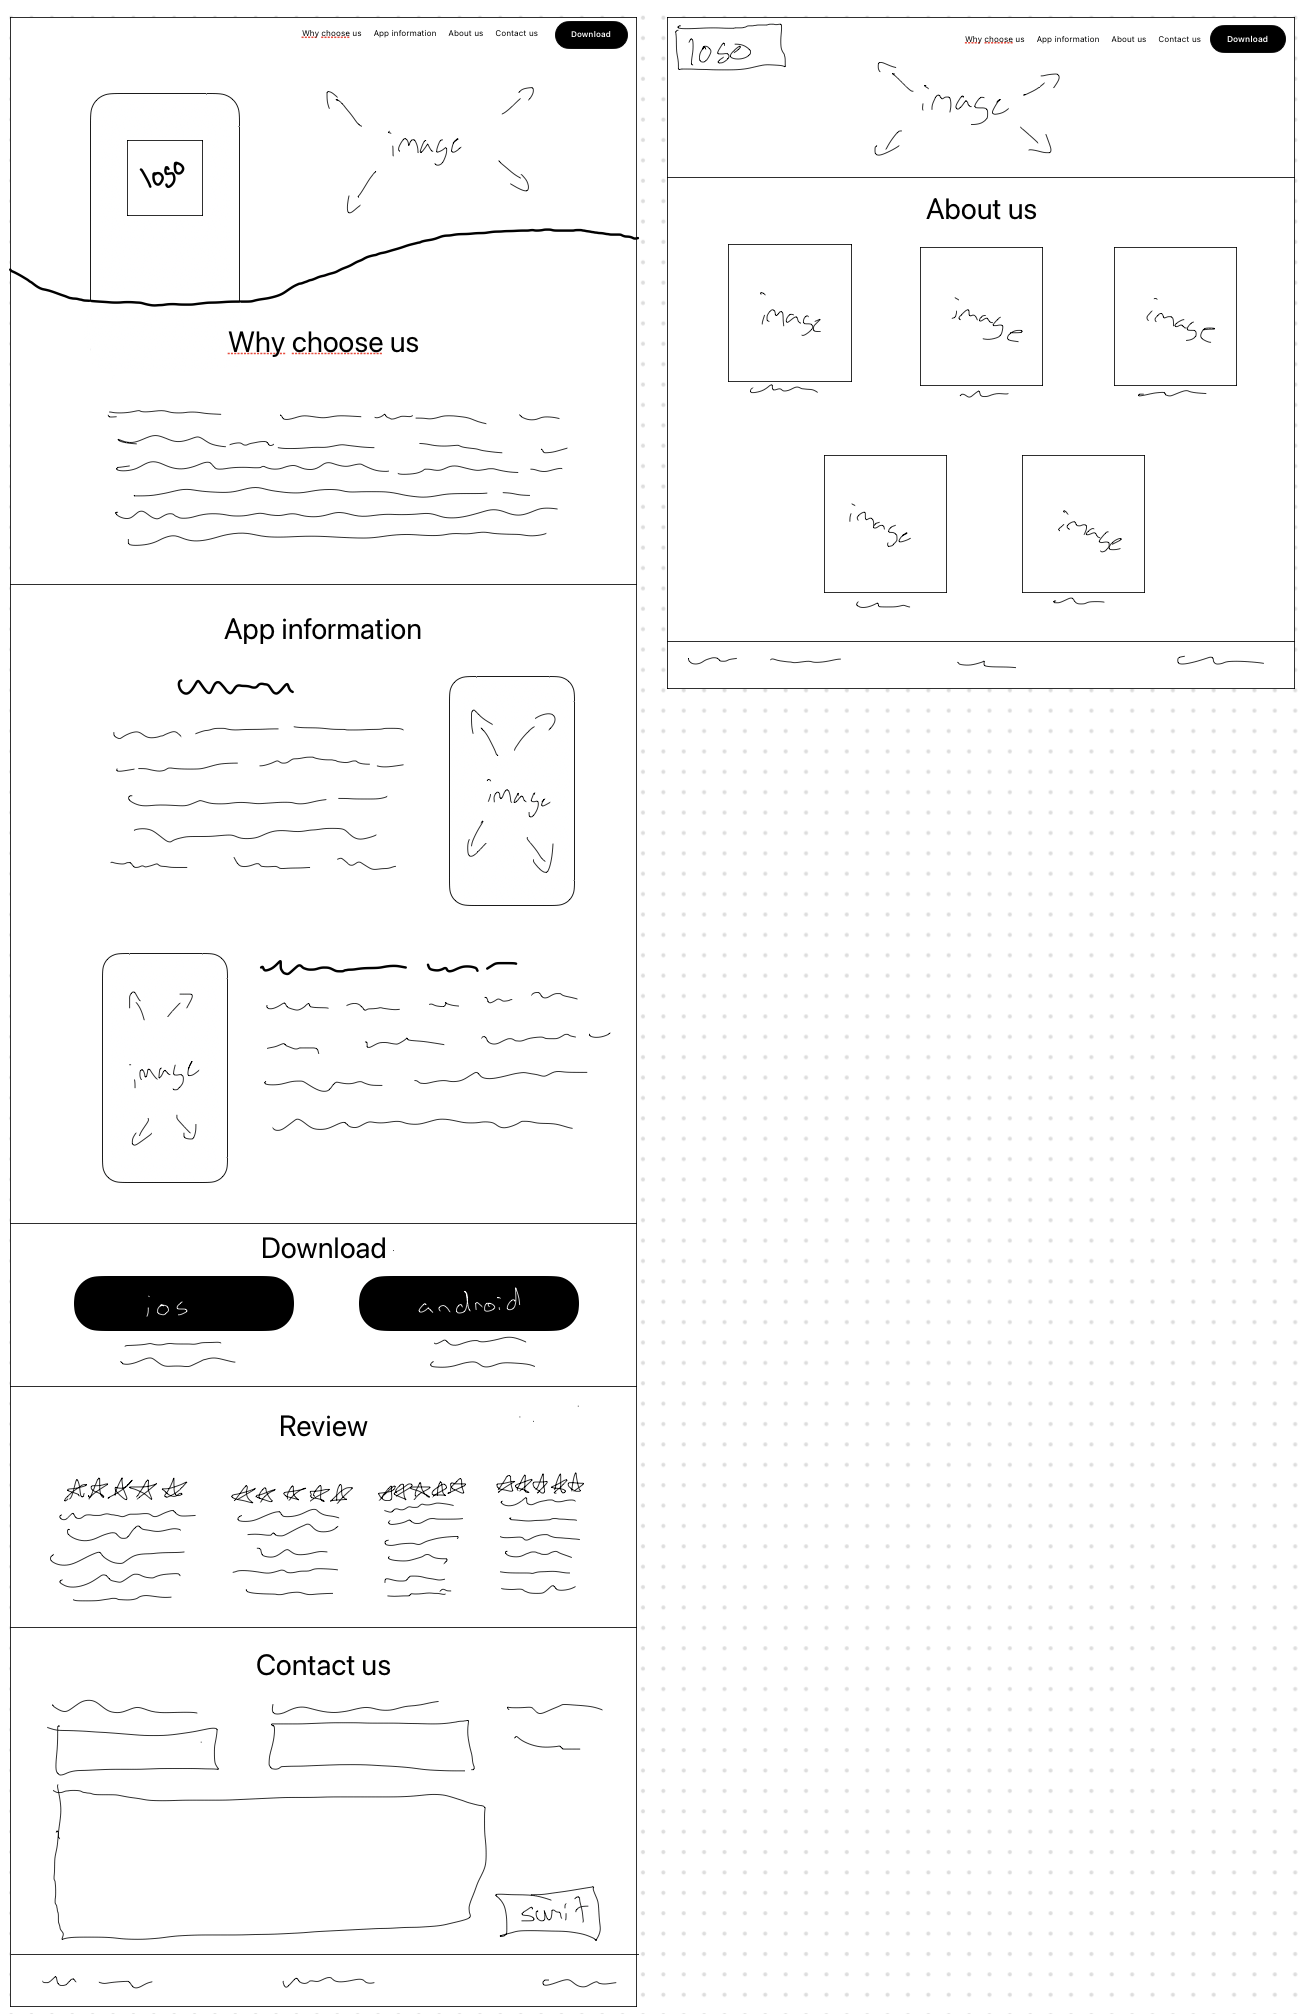 Why choose us App information About us Contact us Download
image
logo
Why choose us
App information
image
image
Download
ios android
Review
Contact us
sumit
logo
Why choose us App information About us Contact us Download
image
About us
image image image
image image